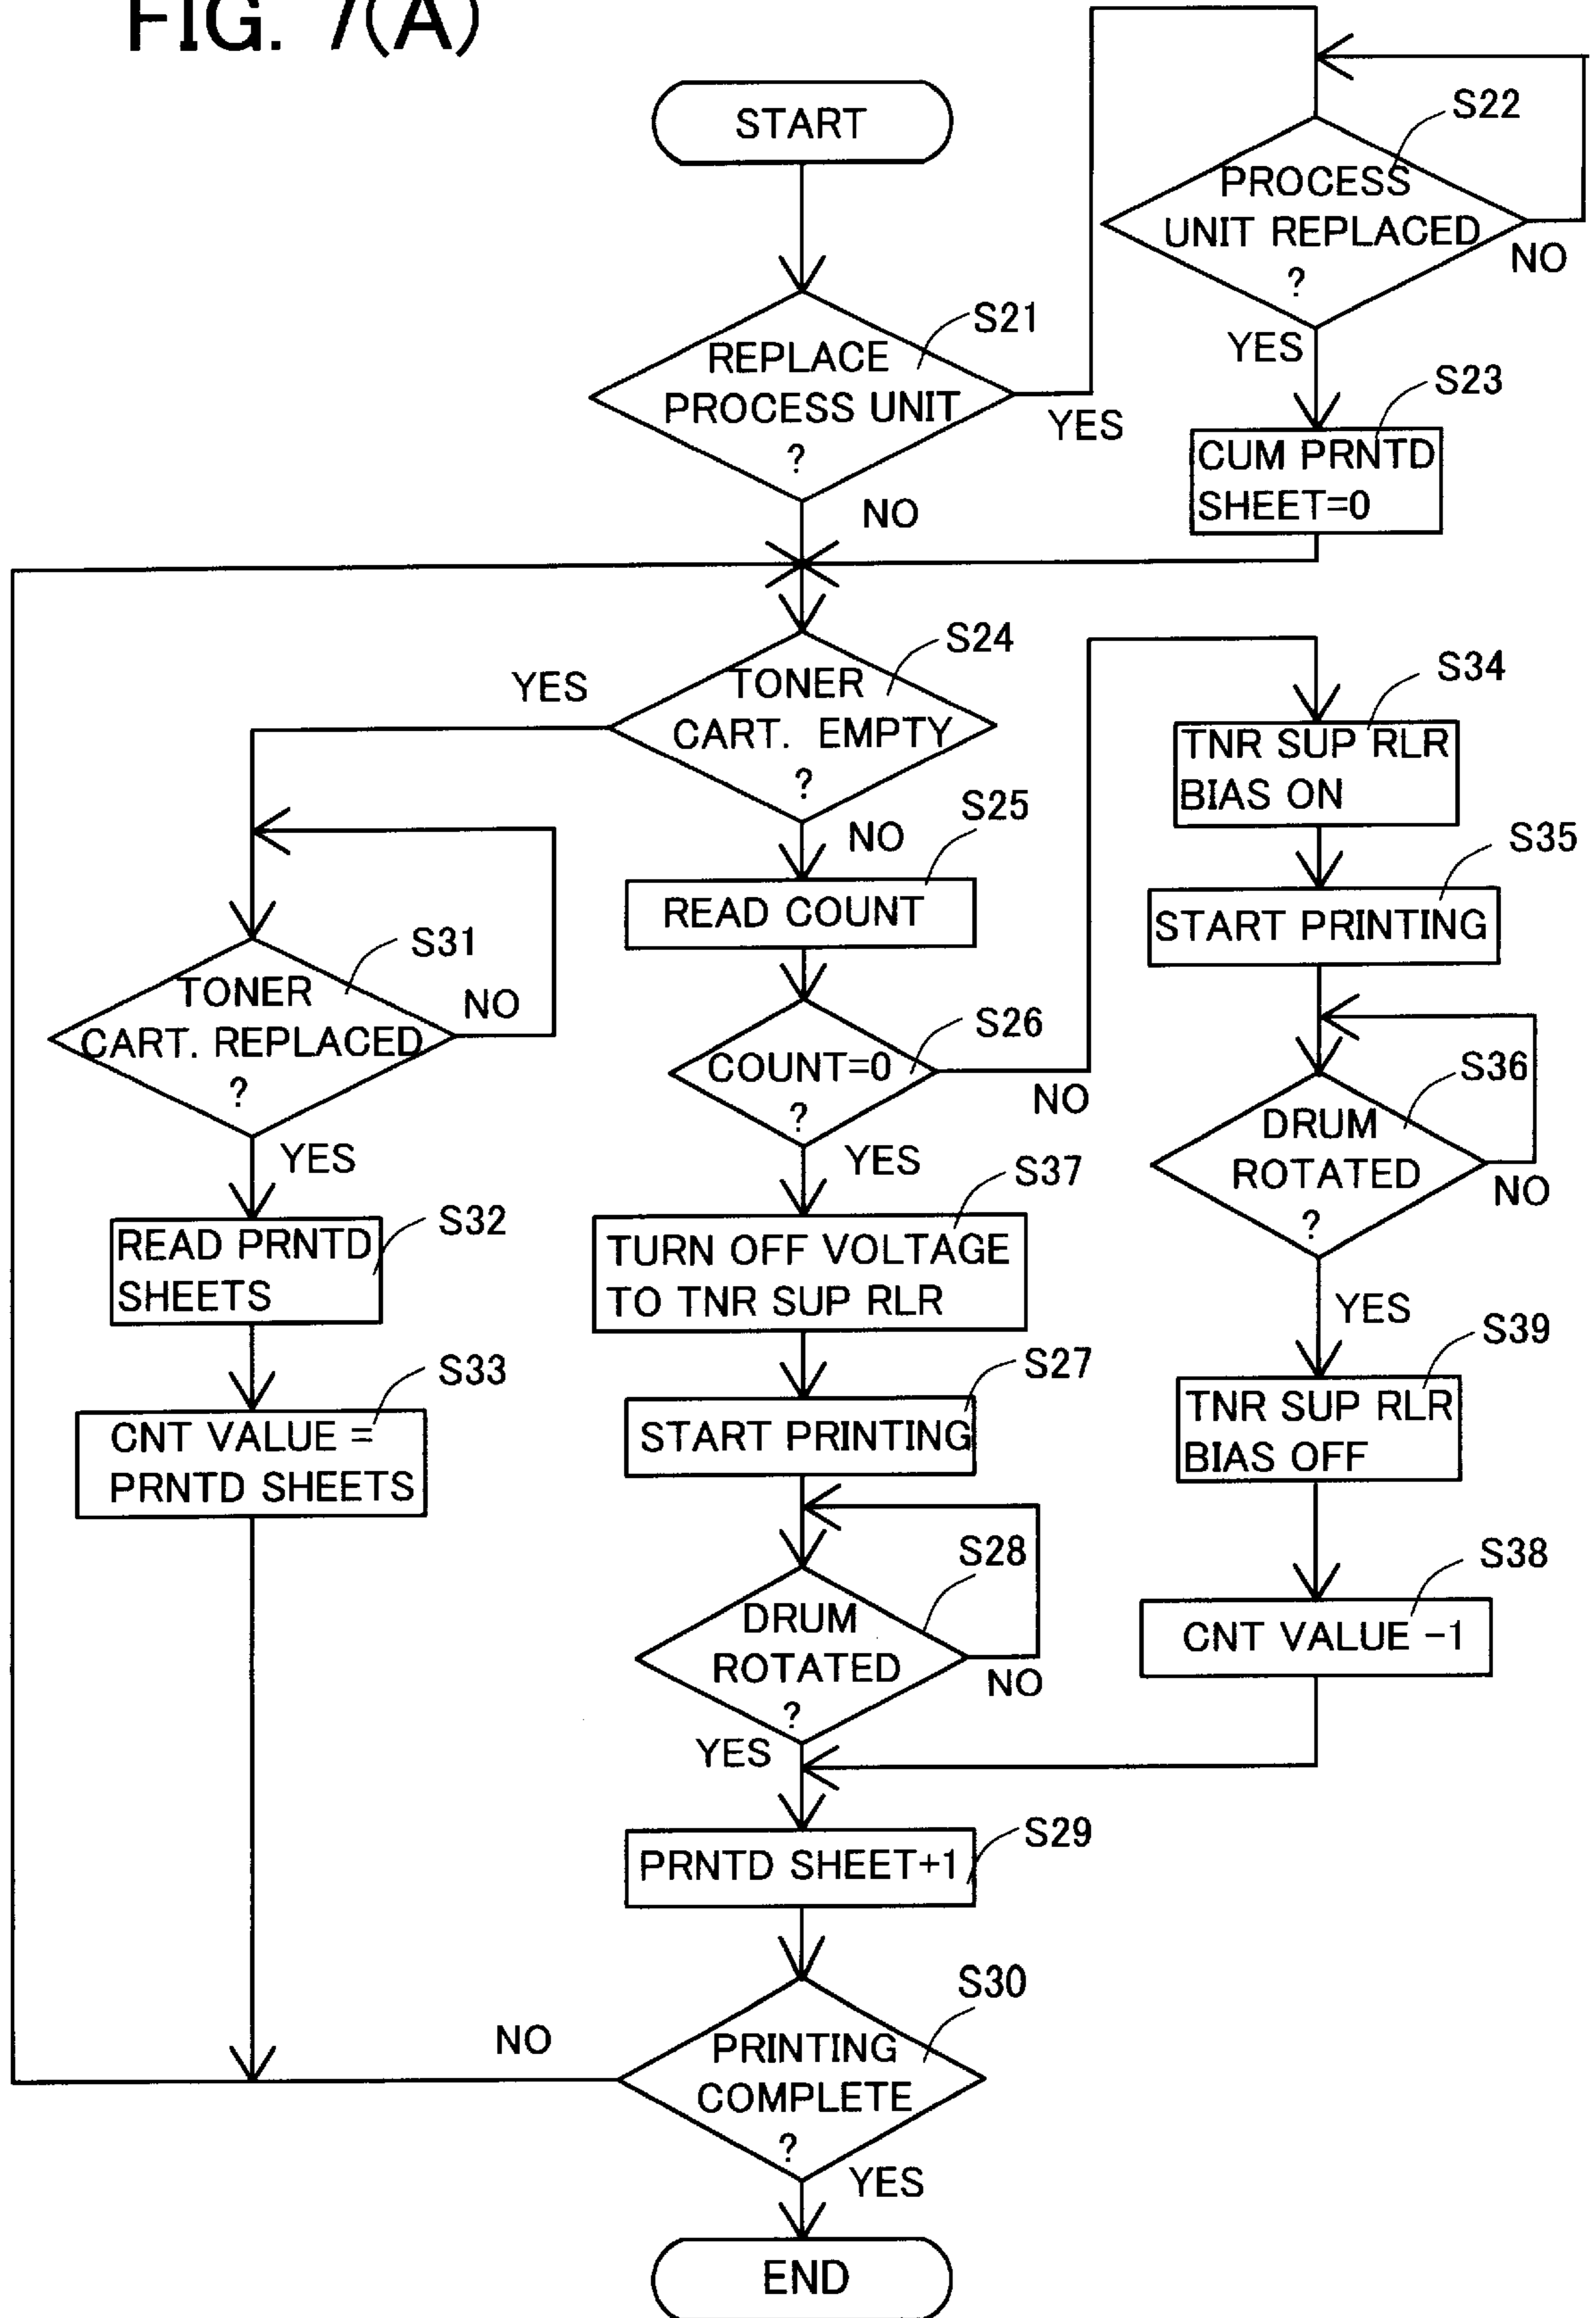 FIG. 7(A)
START
S21
REPLACE
PROCESS UNIT
?
YES
NO
S22
PROCESS
UNIT REPLACED
?
NO
YES
S23
CUM PRNTD
SHEET=0
S24
TONER
CART. EMPTY
?
YES
NO
S25
READ COUNT
S26
COUNT=0
?
NO
YES
S31
TONER
CART. REPLACED
?
NO
YES
S32
READ PRNTD
SHEETS
S33
CNT VALUE =
PRNTD SHEETS
S34
TNR SUP RLR
BIAS ON
S35
START PRINTING
S36
DRUM
ROTATED
?
NO
YES
S39
TNR SUP RLR
BIAS OFF
S38
CNT VALUE -1
S37
TURN OFF VOLTAGE
TO TNR SUP RLR
S27
START PRINTING
S28
DRUM
ROTATED
?
NO
YES
S29
PRNTD SHEET+1
S30
PRINTING
COMPLETE
?
NO
YES
END